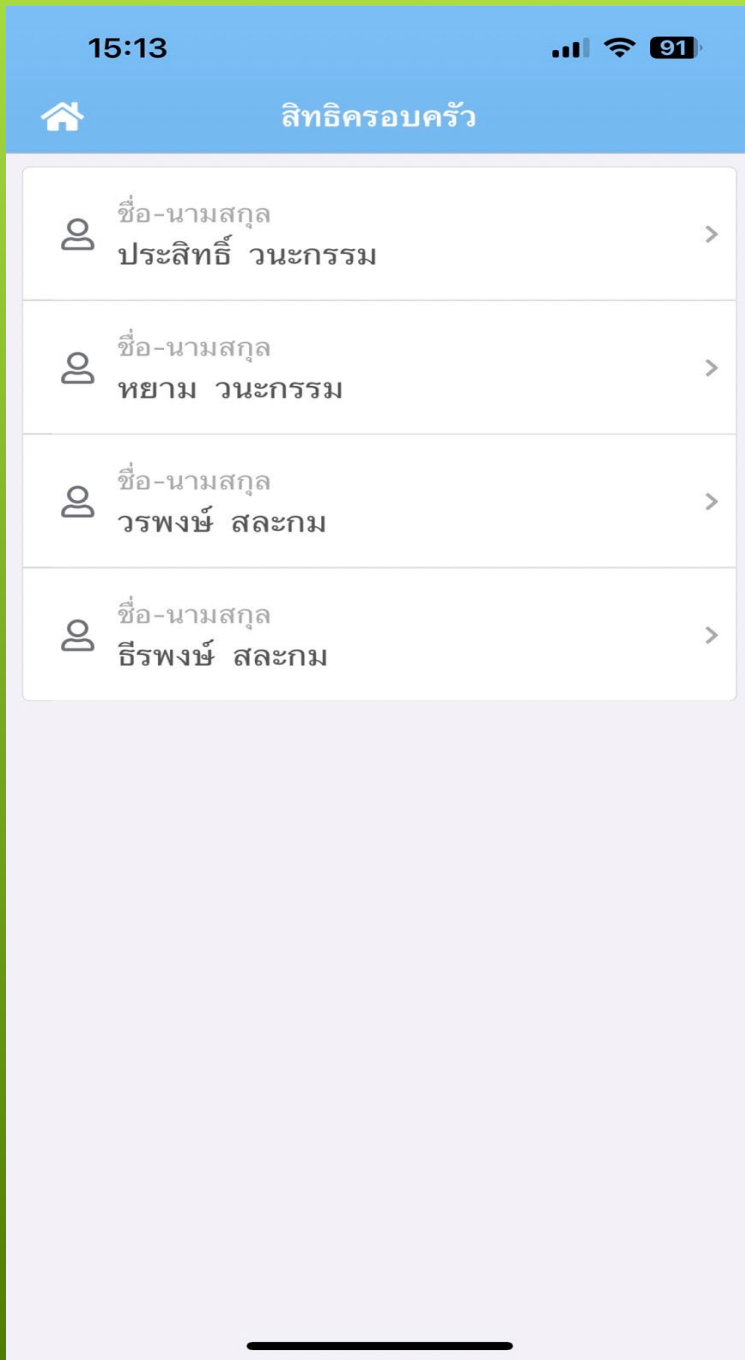 15:13
91
สิทธิครอบครัว
ชื่อ-นามสกุล
ประสิทธิ์ วนะกรรม
ชื่อ-นามสกุล
หยาม วนะกรรม
ชื่อ-นามสกุล
วรพงษ์ สละกม
ชื่อ-นามสกุล
ธีรพงษ์ สละกม